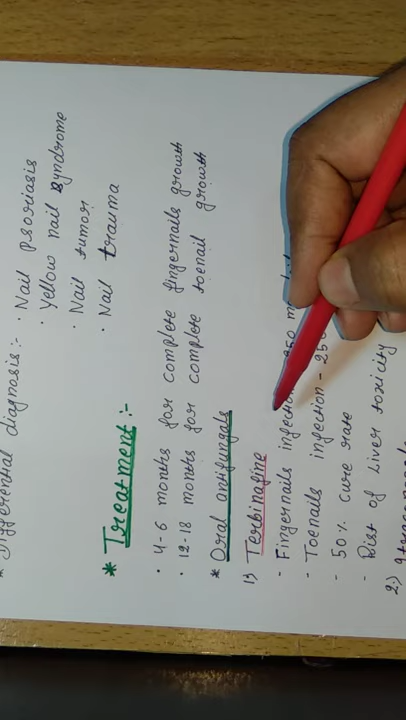 * Differential diagnosis:- · Nail psoriasis
· Yellow nail syndrome
· Nail tumor
· Nail trauma
* Treatment:-
· 4-6 months for complete fingernails growth
· 12-18 months for complete toenail growth
* Oral antifungals
1) Terbinafine
- Fingernails infection 250
- Toenails infection - 250
- 50% cure rate
- Risk of Liver toxicity
2.)